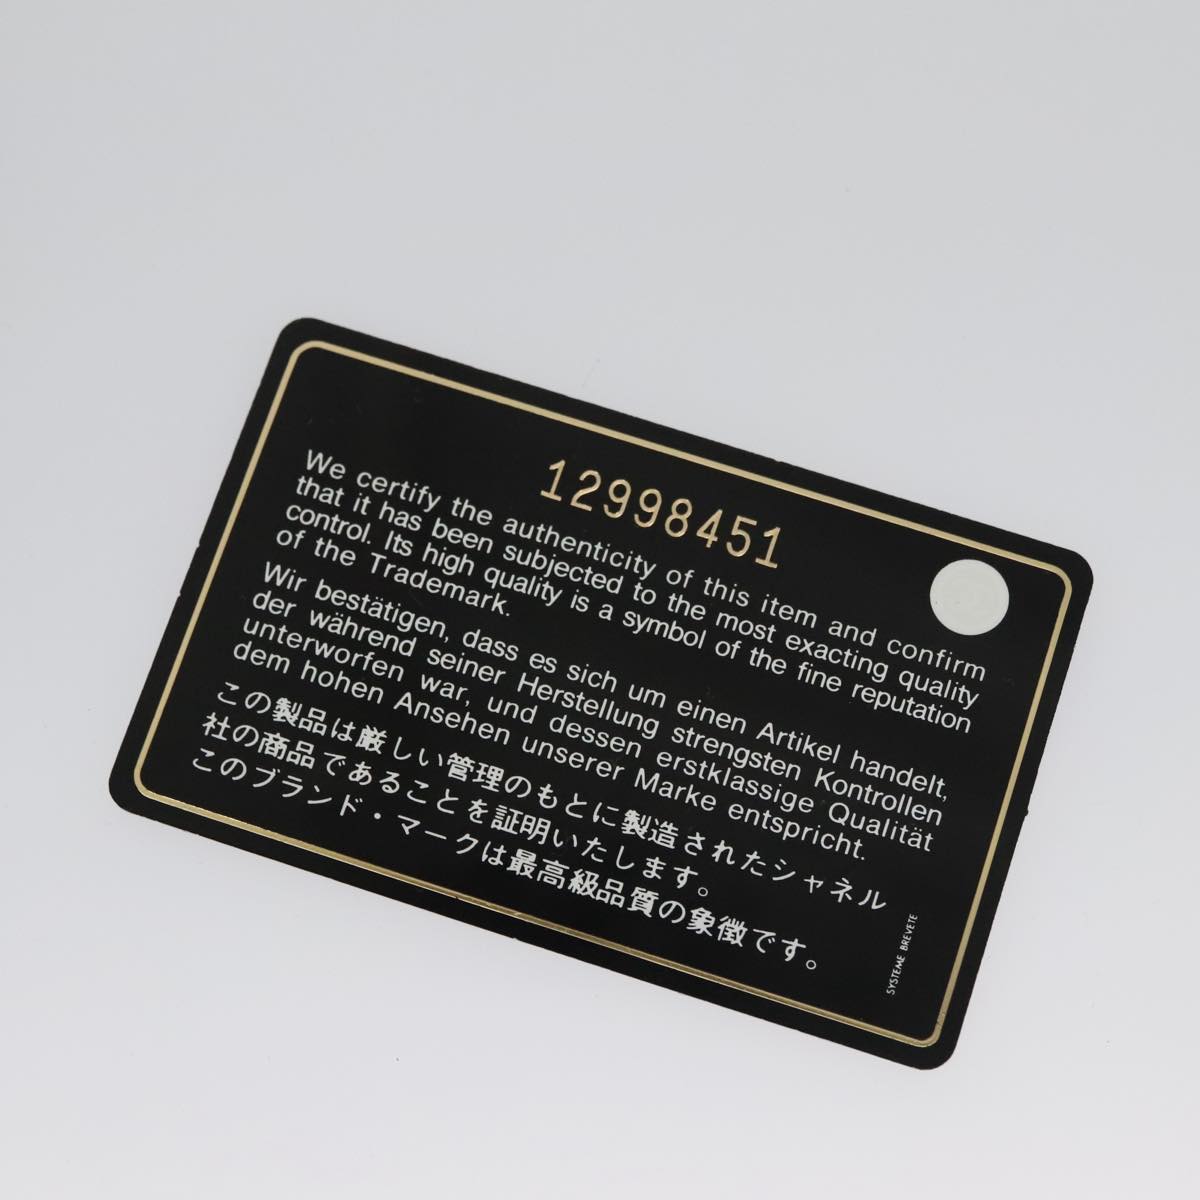 12998451
We certify the authenticity of this item and confirm
that it has been subjected to the most exacting quality
control. Its high quality is a symbol of the fine reputation
of the Trademark.
Wir bestätigen, dass es sich um einen Artikel handelt,
der während seiner Herstellung strengsten Kontrollen
unterworfen war, und dessen erstklassige Qualität
dem hohen Ansehen unserer Marke entspricht.
この製品は厳しい管理のもとに製造されたシャネル
社の商品であることを証明いたします。
このブランド・マークは最高級品質の象徴です。
SYSTEME BREVETE